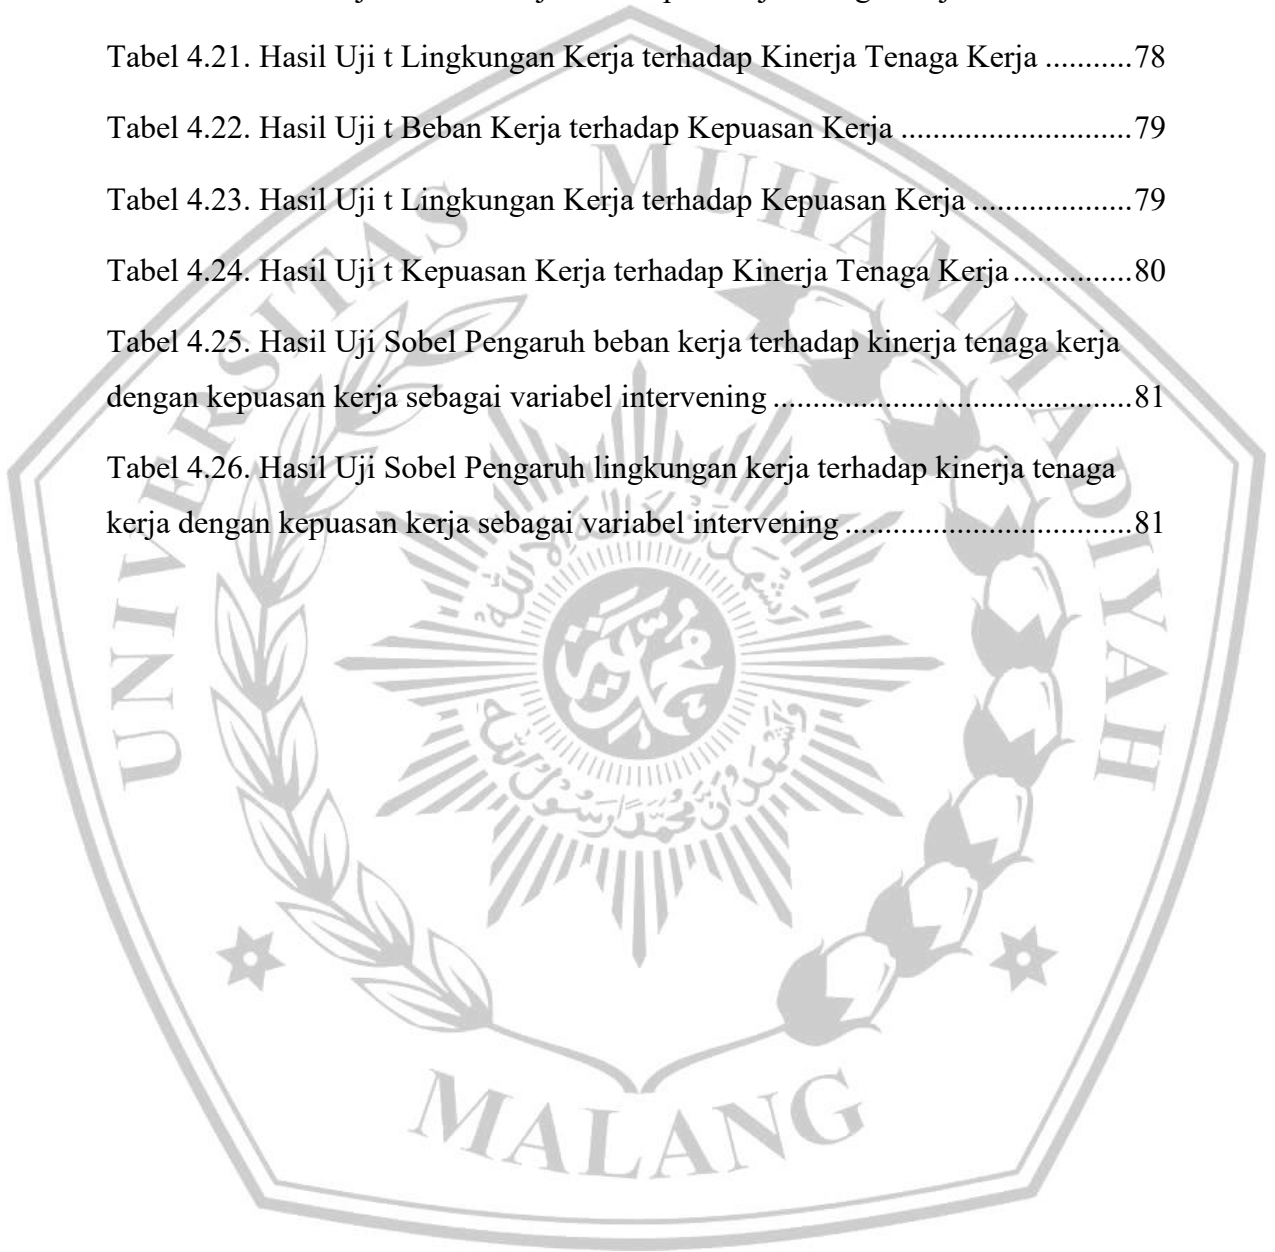 Tabel 4.21. Hasil Uji t Lingkungan Kerja terhadap Kinerja Tenaga Kerja ...........78
Tabel 4.22. Hasil Uji t Beban Kerja terhadap Kepuasan Kerja .............................79
Tabel 4.23. Hasil Uji t Lingkungan Kerja terhadap Kepuasan Kerja ....................79
Tabel 4.24. Hasil Uji t Kepuasan Kerja terhadap Kinerja Tenaga Kerja...............80
Tabel 4.25. Hasil Uji Sobel Pengaruh beban kerja terhadap kinerja tenaga kerja
dengan kepuasan kerja sebagai variabel intervening .............................................81
Tabel 4.26. Hasil Uji Sobel Pengaruh lingkungan kerja terhadap kinerja tenaga
kerja dengan kepuasan kerja sebagai variabel intervening ....................................81
UNIVERSITAS MUHAMMADIYAH
MALANG